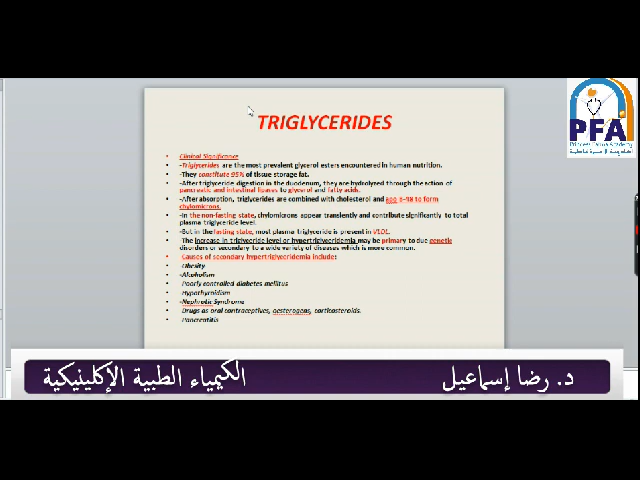 PFA
Princess Fatima Academy
TRIGLYCERIDES
Clinical Significance
-Triglycerides are the most prevalent glycerol esters encountered in human nutrition.
-They constitute 95% of tissue storage fat.
-After triglyceride digestion in the duodenum, they are hydrolyzed through the action of
pancreatic and intestinal lipases to glycerol and fatty acids.
-After absorption, triglycerides are combined with cholesterol and apo B-48 to form
chylomicrons.
-In the non-fasting state, chylomicrons appear transiently and contribute significantly to total
plasma triglyceride level.
-But in the fasting state, most plasma triglyceride is present in VLDL.
The increase in triglyceride level or hypertriglyceridemia may be primary to due genetic
disorders or secondary to a wide variety of diseases which is more common.
Causes of secondary hypertriglyceridemia include:
Obesity
-Alcoholism
Poorly controlled diabetes mellitus
Hypothyroidism
-Nephrotic Syndrome
Drugs as oral contraceptives, oesterogens, corticosteroids.
Pancreatitis
د. رضا إسماعيل
الكيمياء الطبية الإكلينيكية